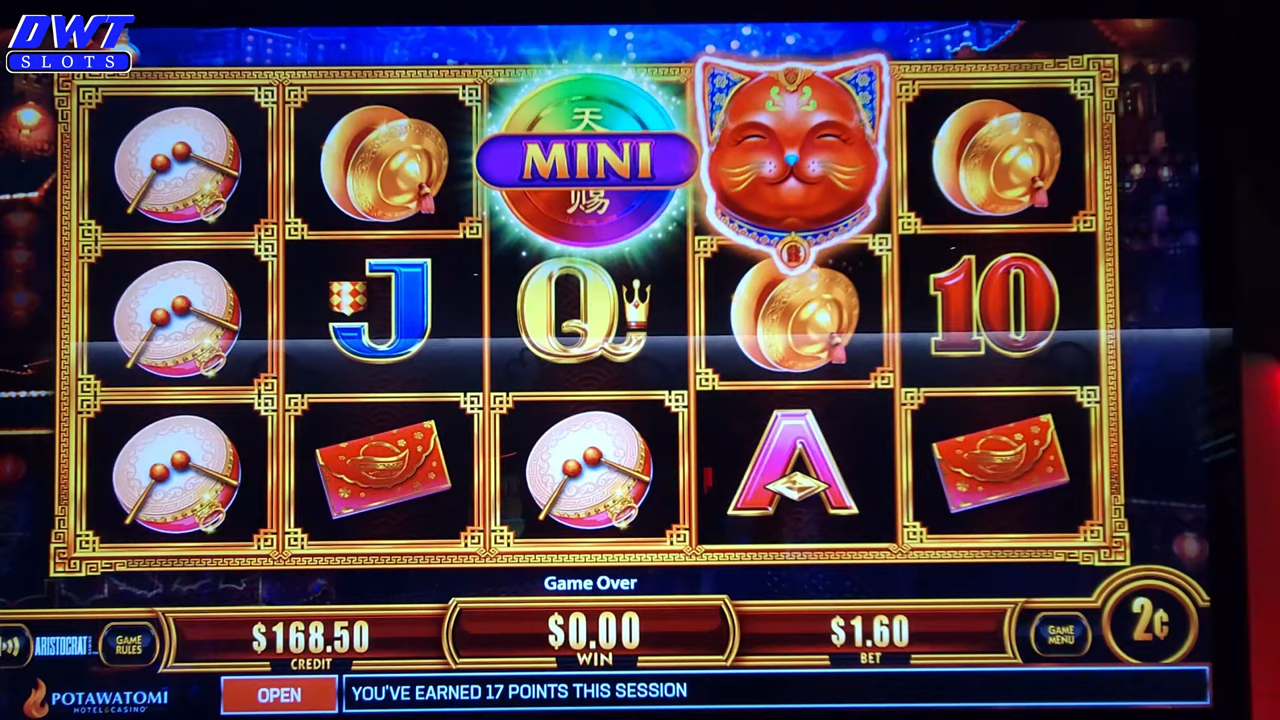 DWT
SLOTS
天
MINI
赐
J
Q
10
A
Game Over
ARISTOCRAT
GAME
RULES
$168.50
CREDIT
$0.00
WIN
$1.60
BET
GAME
MENU
2¢
POTAWATOMI
HOTEL & CASINO
OPEN
YOU'VE EARNED 17 POINTS THIS SESSION